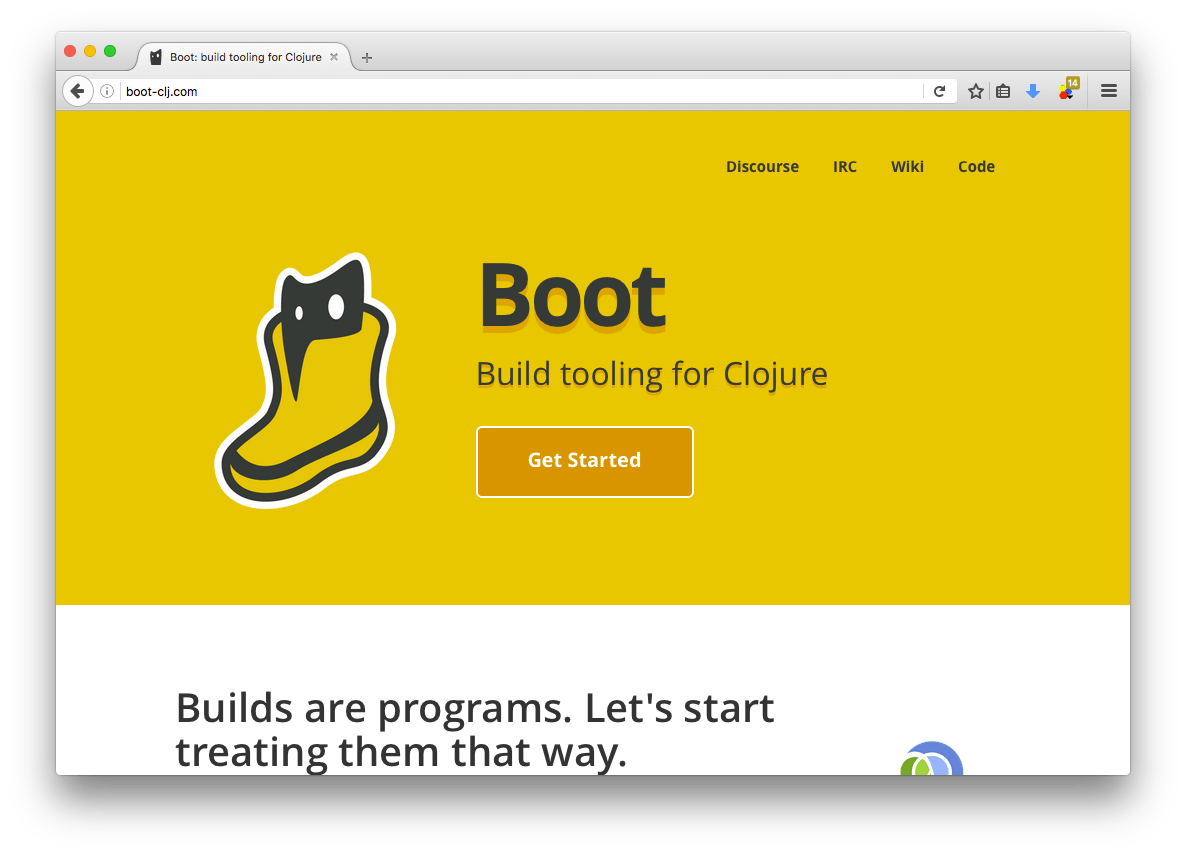 Boot: build tooling for Clojure
boot-clj.com
14
Discourse IRC Wiki Code
Boot
Build tooling for Clojure
Get Started
Builds are programs. Let's start
treating them that way.